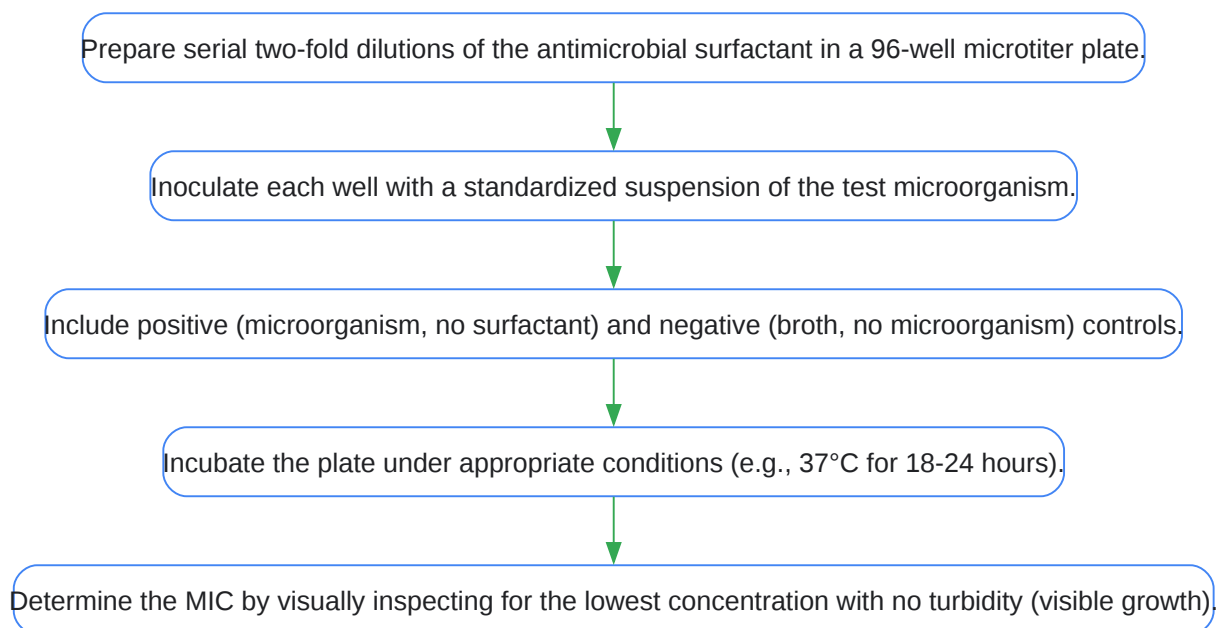 Prepare serial two-fold dilutions of the antimicrobial surfactant in a 96-well microtiter plate.
Inoculate each well with a standardized suspension of the test microorganism.
Include positive (microorganism, no surfactant) and negative (broth, no microorganism) controls.
Incubate the plate under appropriate conditions (e.g., 37°C for 18-24 hours).
Determine the MIC by visually inspecting for the lowest concentration with no turbidity (visible growth).